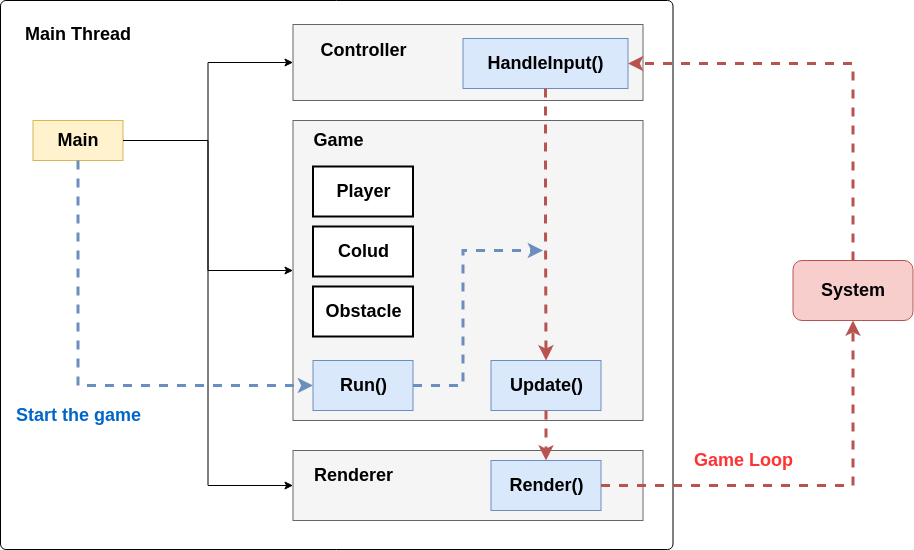 Main Thread
Controller
HandleInput()
Main
Game
Player
Colud
Obstacle
System
Run()
Update()
Start the game
Game Loop
Renderer
Render()